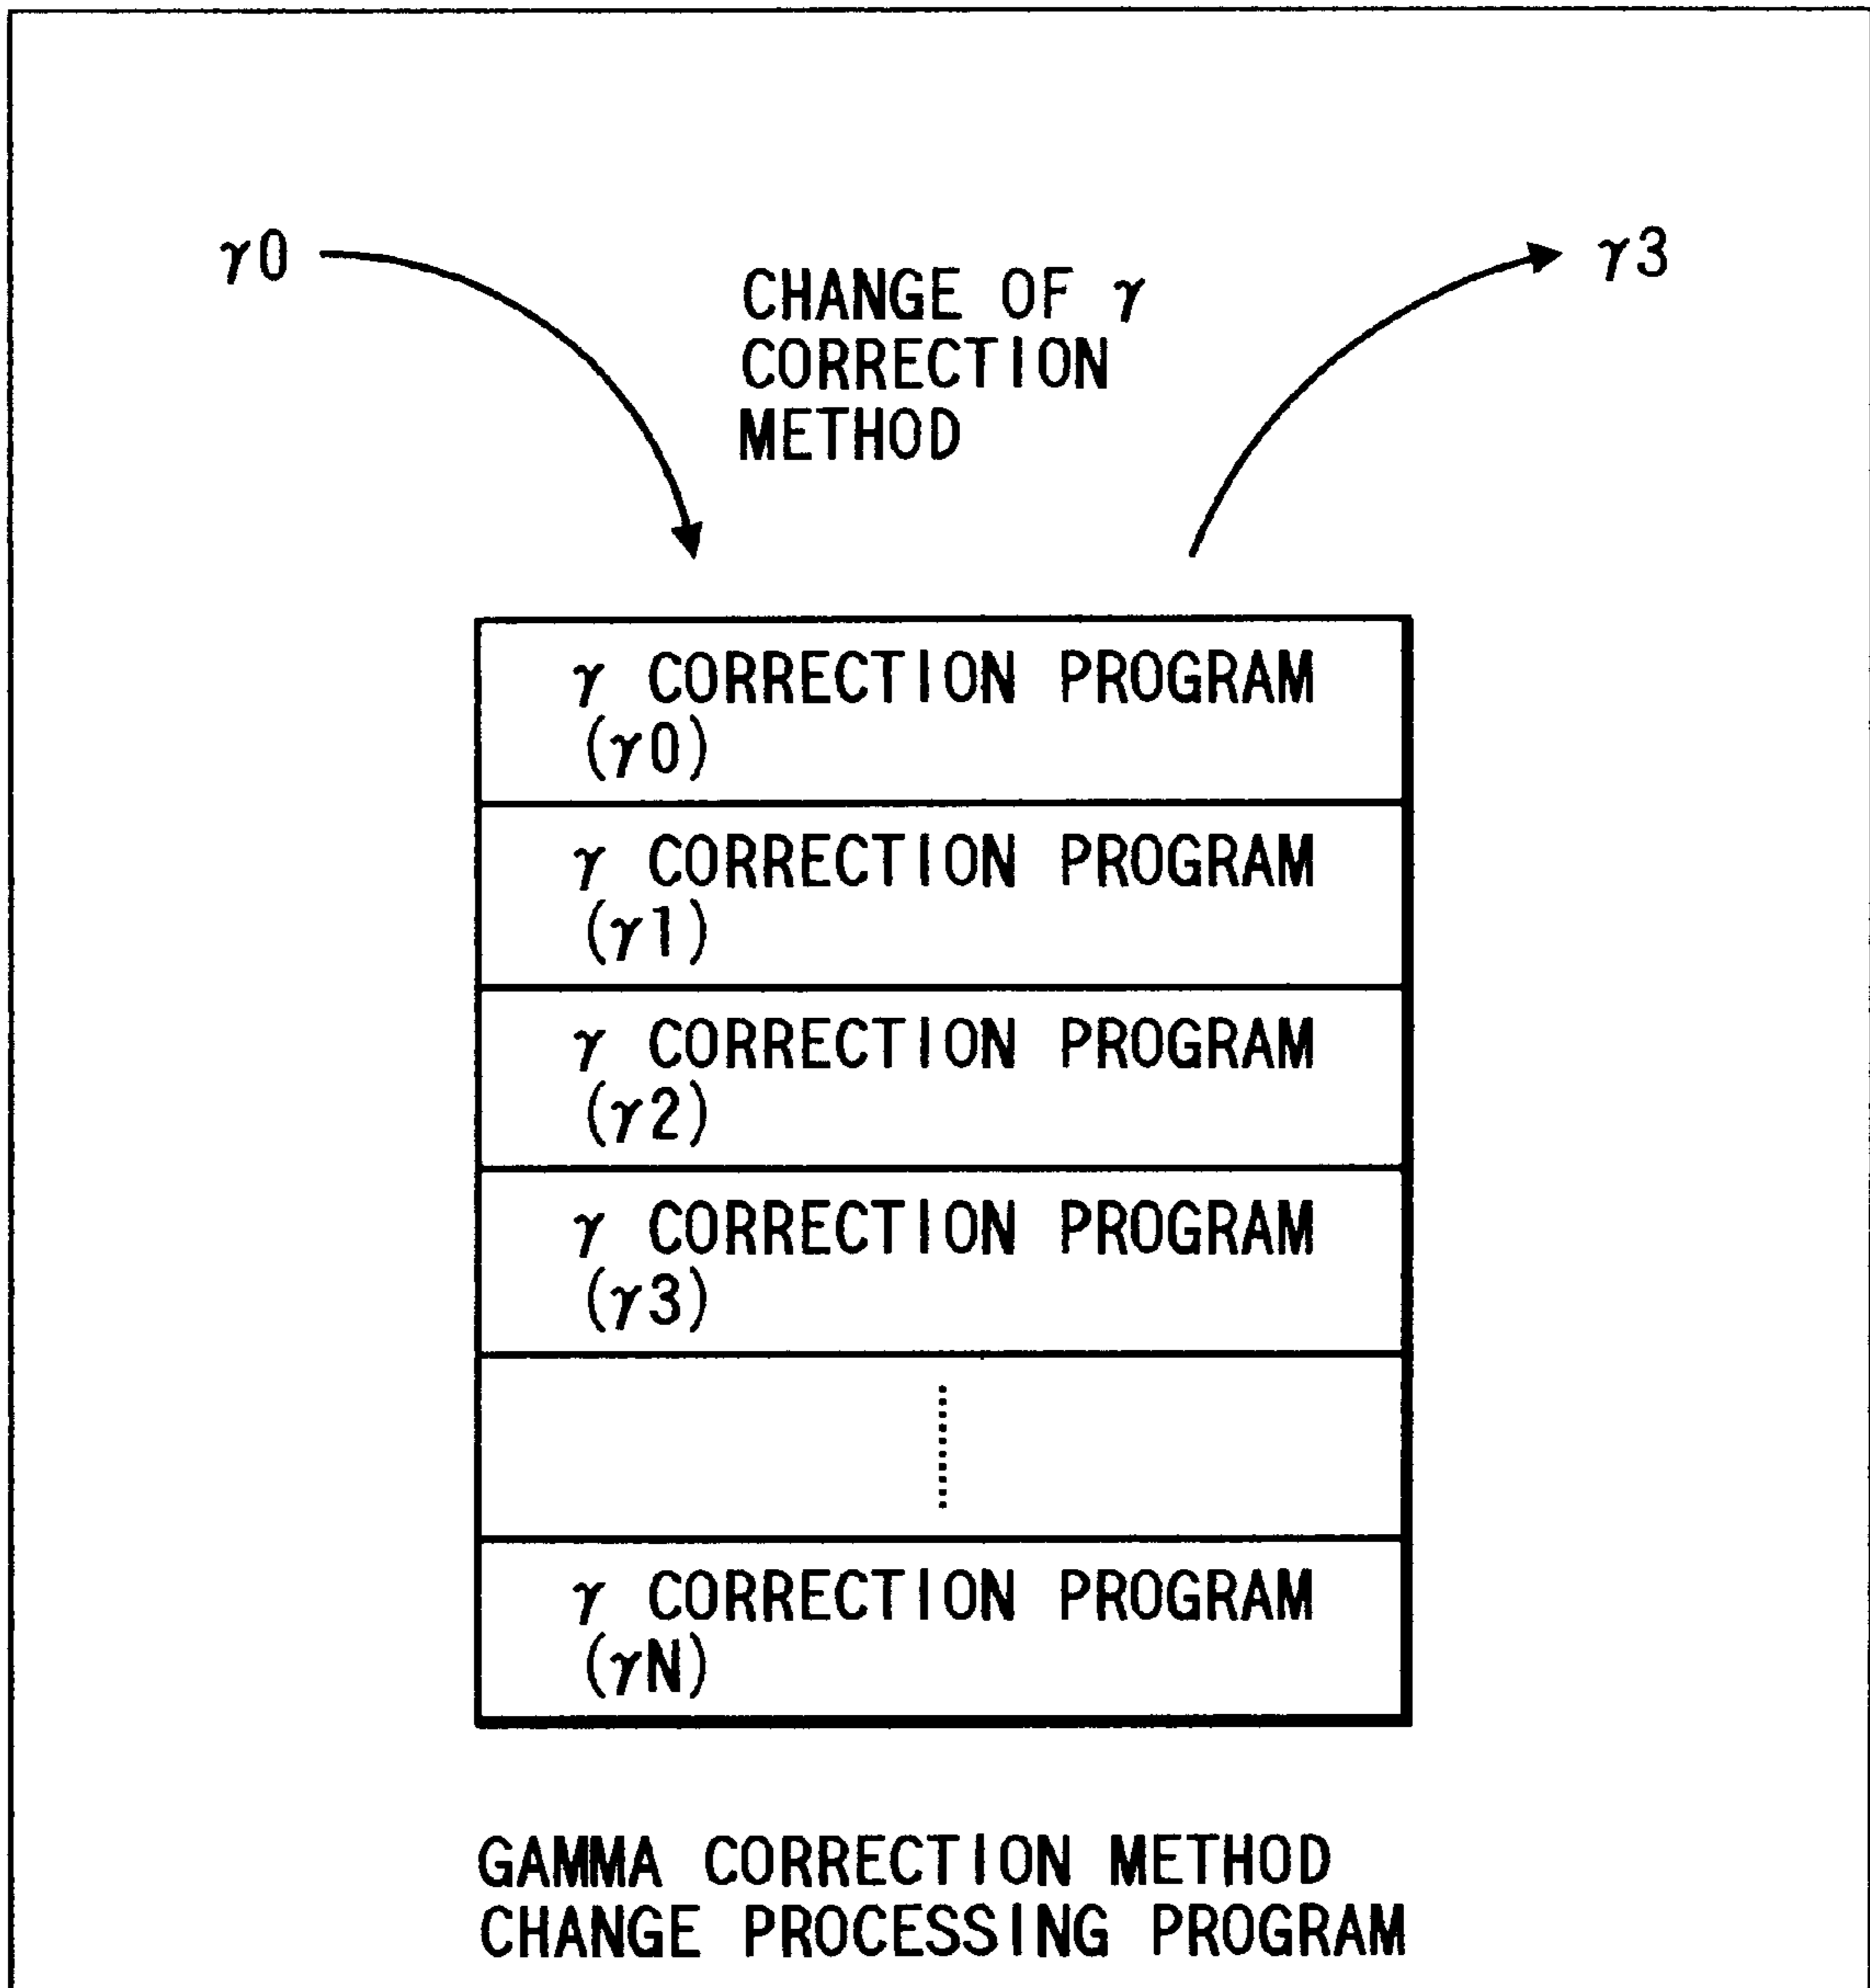 γ0
CHANGE OF γ
CORRECTION
METHOD
γ3
γ CORRECTION PROGRAM
(γ0)
γ CORRECTION PROGRAM
(γ1)
γ CORRECTION PROGRAM
(γ2)
γ CORRECTION PROGRAM
(γ3)
γ CORRECTION PROGRAM
(γN)
GAMMA CORRECTION METHOD
CHANGE PROCESSING PROGRAM